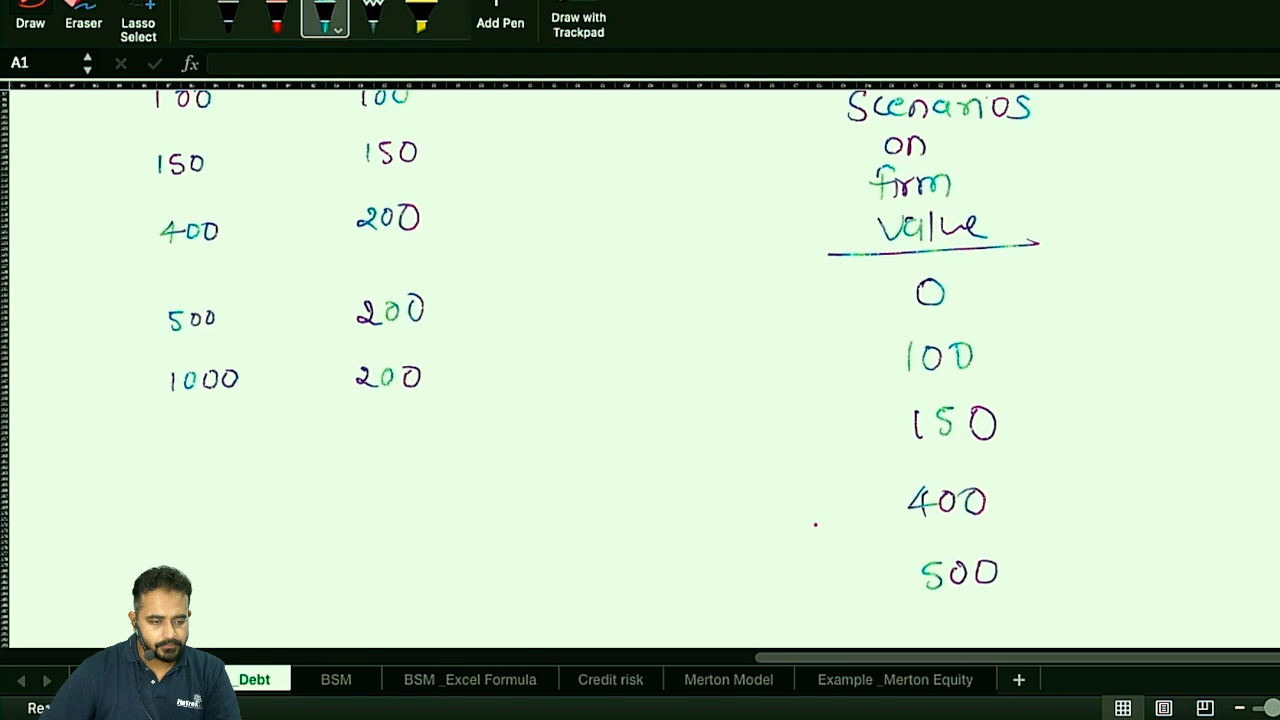 Draw
Eraser
Lasso
Select
Add Pen
Draw with
Trackpad
A1
fx
100 100
150 150
400 200
500 200
1000 200
Scenarios
on
firm
value
0
100
150
400
500
_Debt
BSM
BSM _Excel Formula
Credit risk
Merton Model
Example _Merton Equity